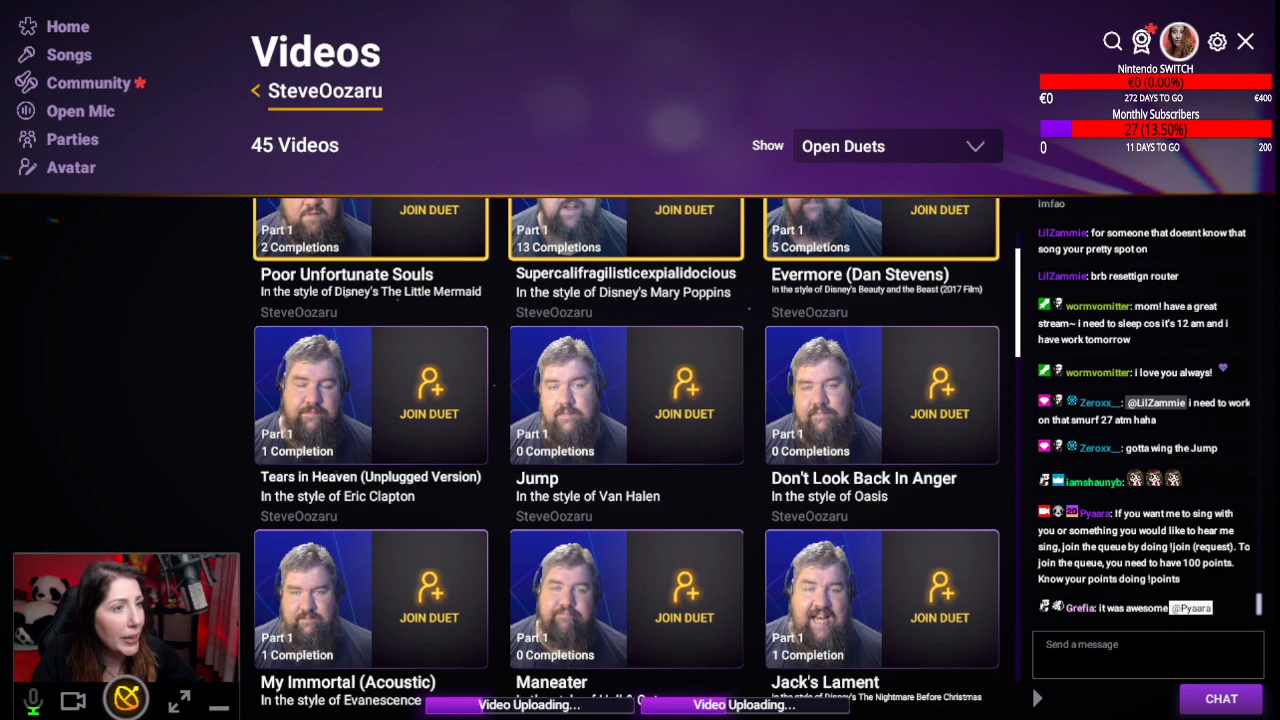 Home
Songs
Community
Open Mic
Parties
Avatar
Videos
< SteveOozaru
45 Videos
Show
Open Duets
Nintendo SWITCH
€0 (0.00%)
€0
272 DAYS TO GO
€400
Monthly Subscribers
27 (13.50%)
0
11 DAYS TO GO
200
JOIN DUET
Part 1
2 Completions
Poor Unfortunate Souls
In the style of Disney's The Little Mermaid
SteveOozaru
JOIN DUET
Part 1
13 Completions
Supercalifragilisticexpialidocious
In the style of Disney's Mary Poppins
SteveOozaru
JOIN DUET
Part 1
5 Completions
Evermore (Dan Stevens)
In the style of Disney's Beauty and the Beast (2017 Film)
SteveOozaru
JOIN DUET
Part 1
1 Completion
Tears in Heaven (Unplugged Version)
In the style of Eric Clapton
SteveOozaru
JOIN DUET
Part 1
0 Completions
Jump
In the style of Van Halen
SteveOozaru
JOIN DUET
Part 1
0 Completions
Don't Look Back In Anger
In the style of Oasis
SteveOozaru
JOIN DUET
Part 1
1 Completion
My Immortal (Acoustic)
In the style of Evanescence
JOIN DUET
Part 1
0 Completions
Maneater
JOIN DUET
Part 1
1 Completion
Jack's Lament
Disney's The Nightmare Before Christmas
Video Uploading...
Video Uploading...
lmfao
LilZammie: for someone that doesnt know that
song your pretty spot on
LilZammie: brb resettign router
wormvomitter: mom! have a great
stream~ i need to sleep cos it's 12 am and i
have work tomorrow
wormvomitter: i love you always!
Zeroxx__: @LilZammie i need to work
on that smurf 27 atm haha
Zeroxx__: gotta wing the Jump
iamshaunyb:
20 Pyaara: If you want me to sing with
you or something you would like to hear me
sing, join the queue by doing !join (request). To
join the queue, you need to have 100 points.
Know your points doing !points
Grefia: it was awesome @Pyaara
Send a message
CHAT